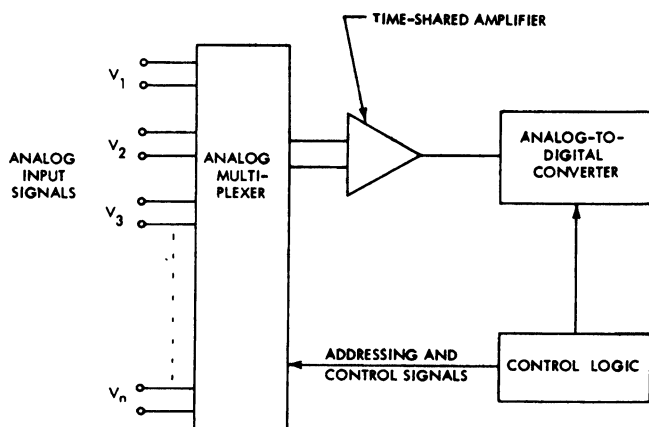 TIME-SHARED AMPLIFIER
V1
V2
V3
Vn
ANALOG
INPUT
SIGNALS
ANALOG
MULTI-
PLEXER
ANALOG-TO-
DIGITAL
CONVERTER
ADDRESSING AND
CONTROL SIGNALS
CONTROL LOGIC